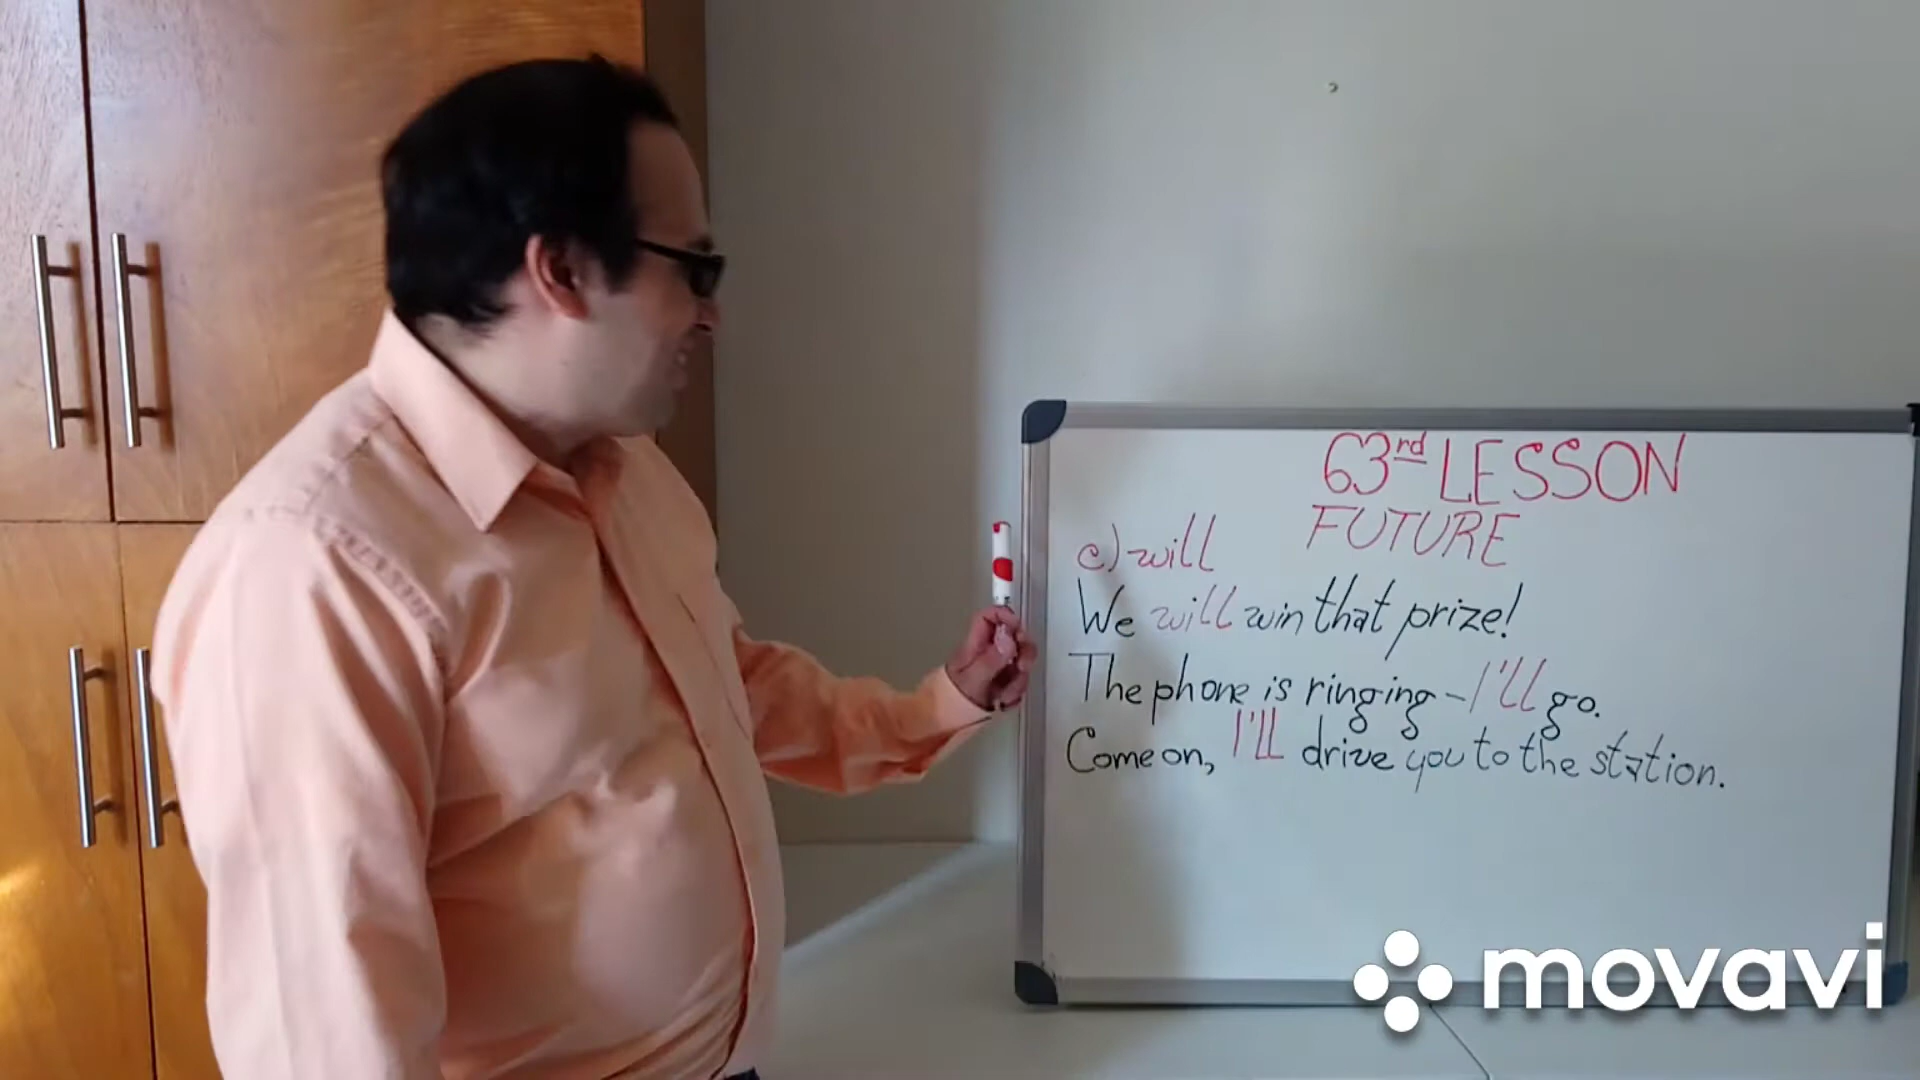 63rd LESSON
FUTURE
c) will
We will win that prize!
The phone is ringing - I'll go.
Come on, I'll drive you to the station.
movavi